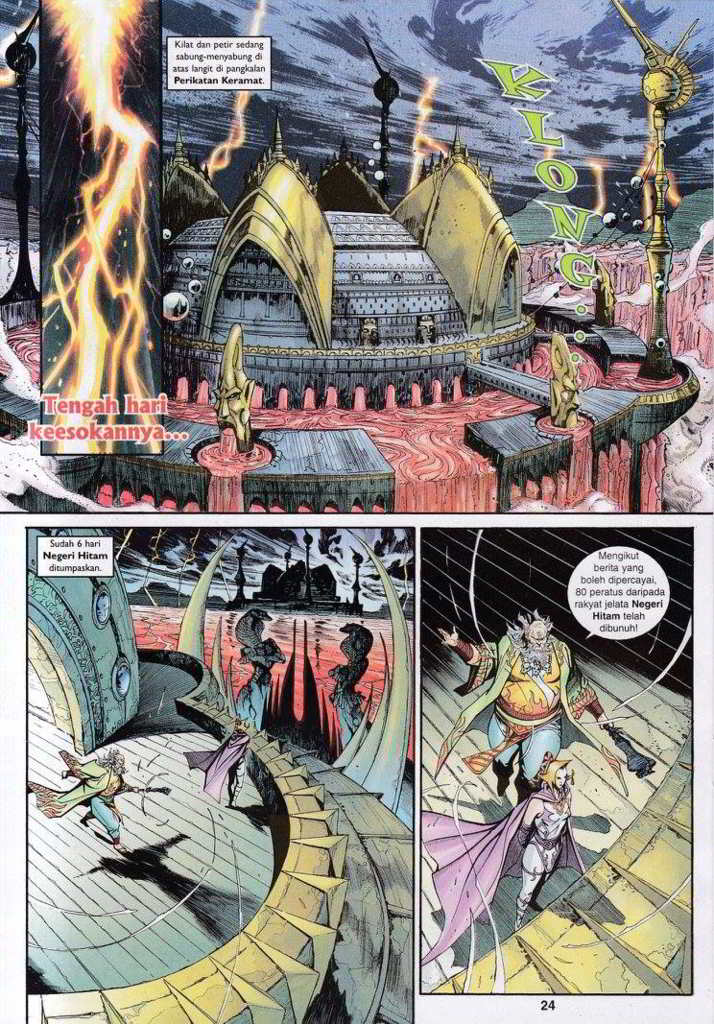 Kilat dan petir sedang
sabung-menyabung di
atas langit di pangkalan
Perikatan Keramat.
KLONG...
Tengah hari
keesokannya...
Sudah 6 hari
Negeri Hitam
ditumpaskan.
Mengikut
berita yang
boleh dipercayai,
80 peratus daripada
rakyat jelata Negeri
Hitam telah
dibunuh!
24